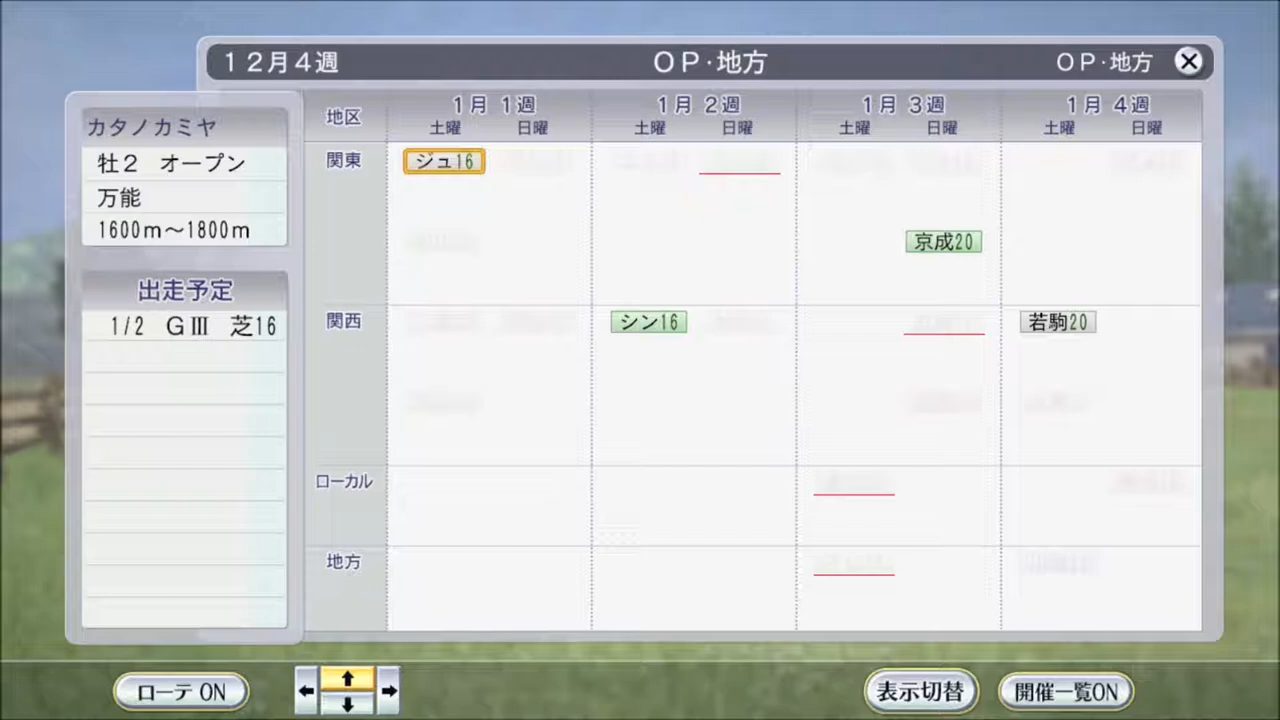 12月4週 OP・地方 OP・地方
カタノカミヤ
牡2 オープン
万能
1600m~1800m
出走予定
1/2 GⅢ 芝16
地区 1月 1週 1月 2週 1月 3週 1月 4週
土曜 日曜 土曜 日曜 土曜 日曜 土曜 日曜
関東 ジュ16
京成20
関西 シン16 若駒20
ローカル
地方
ローテ ON 表示切替 開催一覧ON